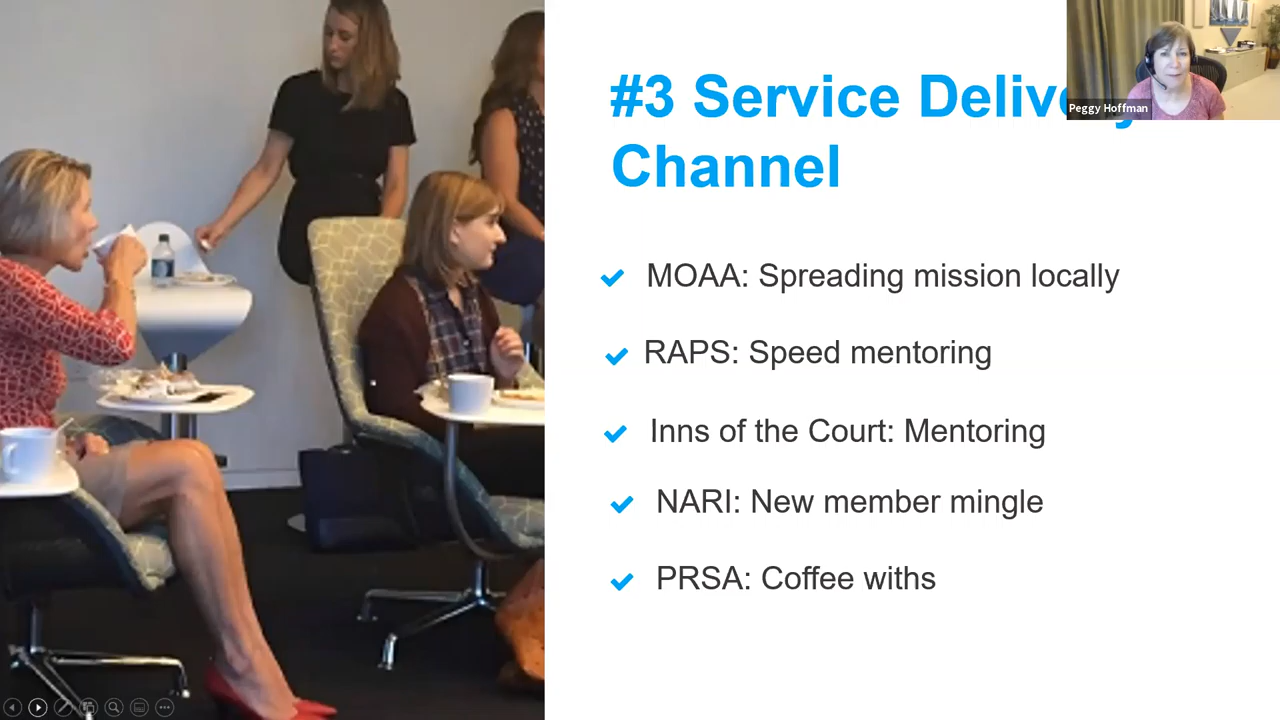 #3 Service Deliv
Peggy Hoffman
Channel
MOAA: Spreading mission locally
RAPS: Speed mentoring
Inns of the Court: Mentoring
NARI: New member mingle
PRSA: Coffee withs